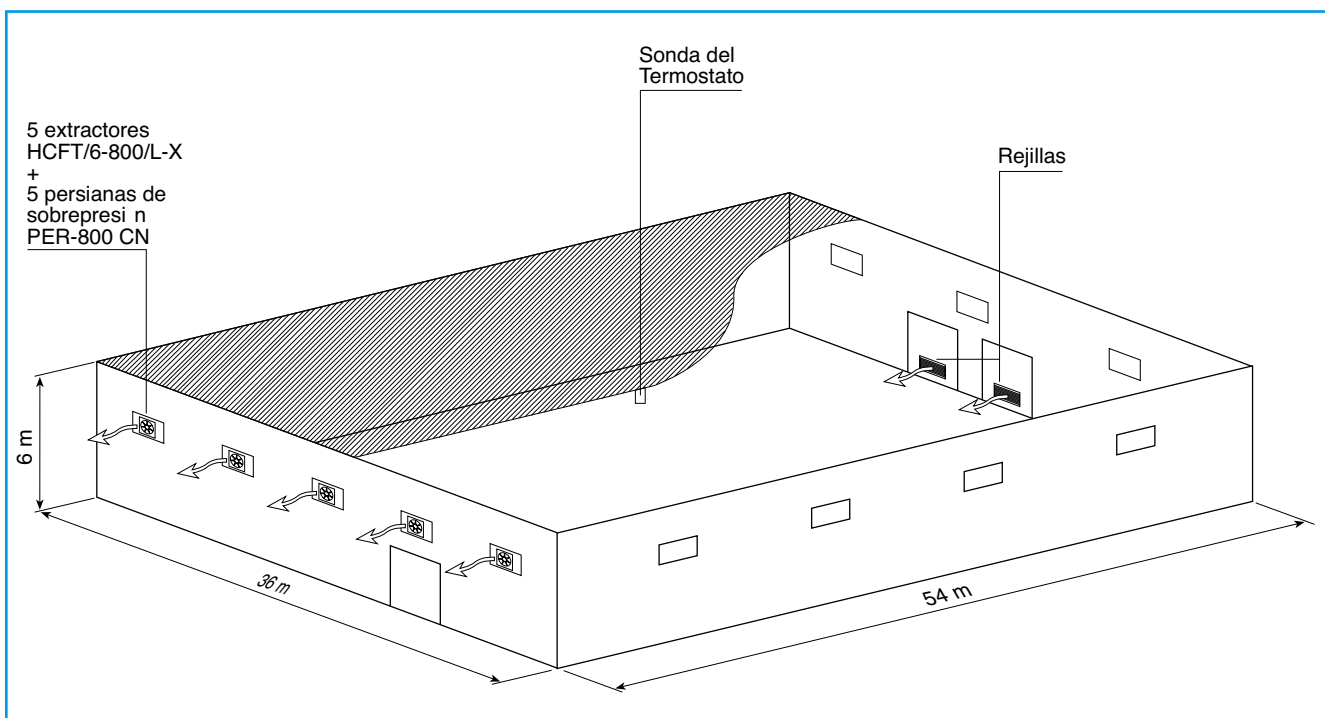 Sonda del
Termostato
5 extractores
HCFT/6-800/L-X
+
5 persianas de
sobrepresi n
PER-800 CN
Rejillas
6 m
36 m
54 m